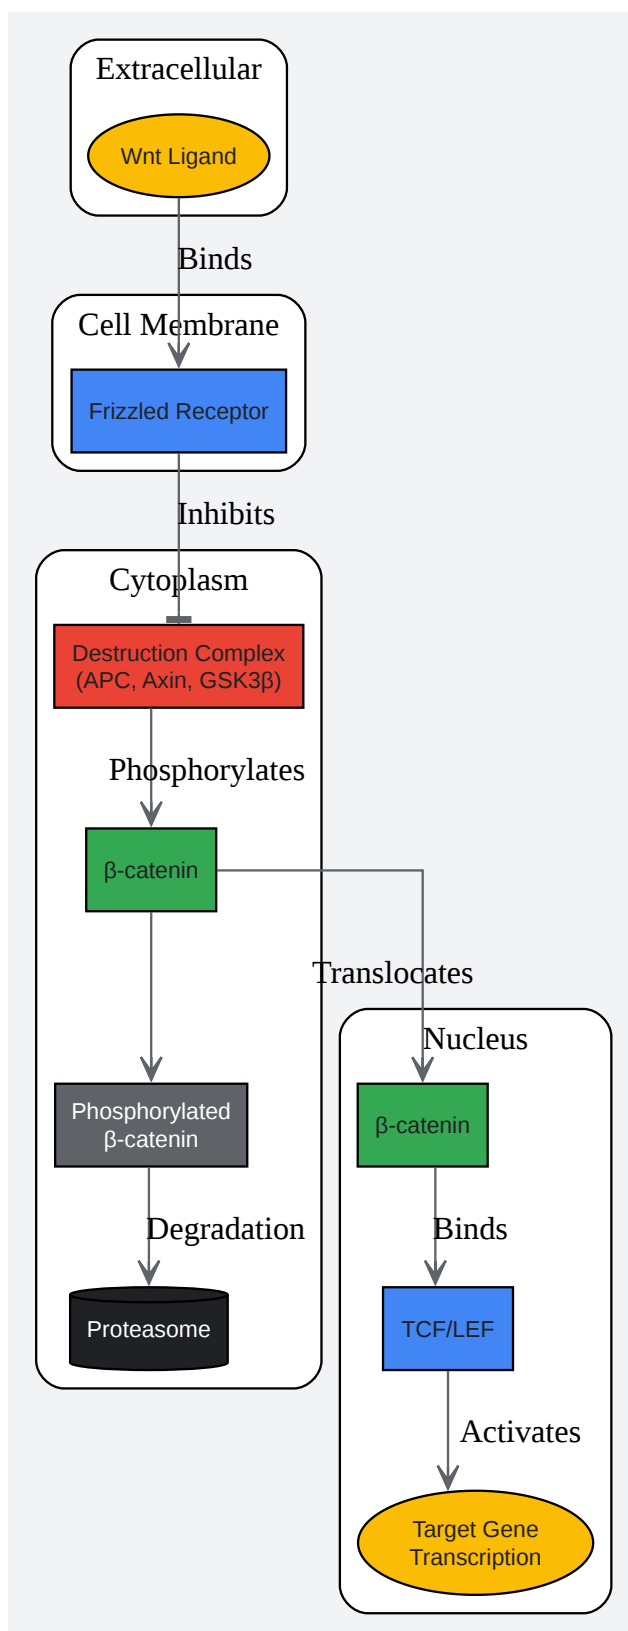 Extracellular
Wnt Ligand
Binds
Cell Membrane
Frizzled Receptor
Inhibits
Cytoplasm
Destruction Complex
(APC, Axin, GSK3β)
Phosphorylates
β-catenin
Translocates
Nucleus
Phosphorylated
β-catenin
β-catenin
Degradation
Binds
Proteasome
TCF/LEF
Activates
Target Gene
Transcription